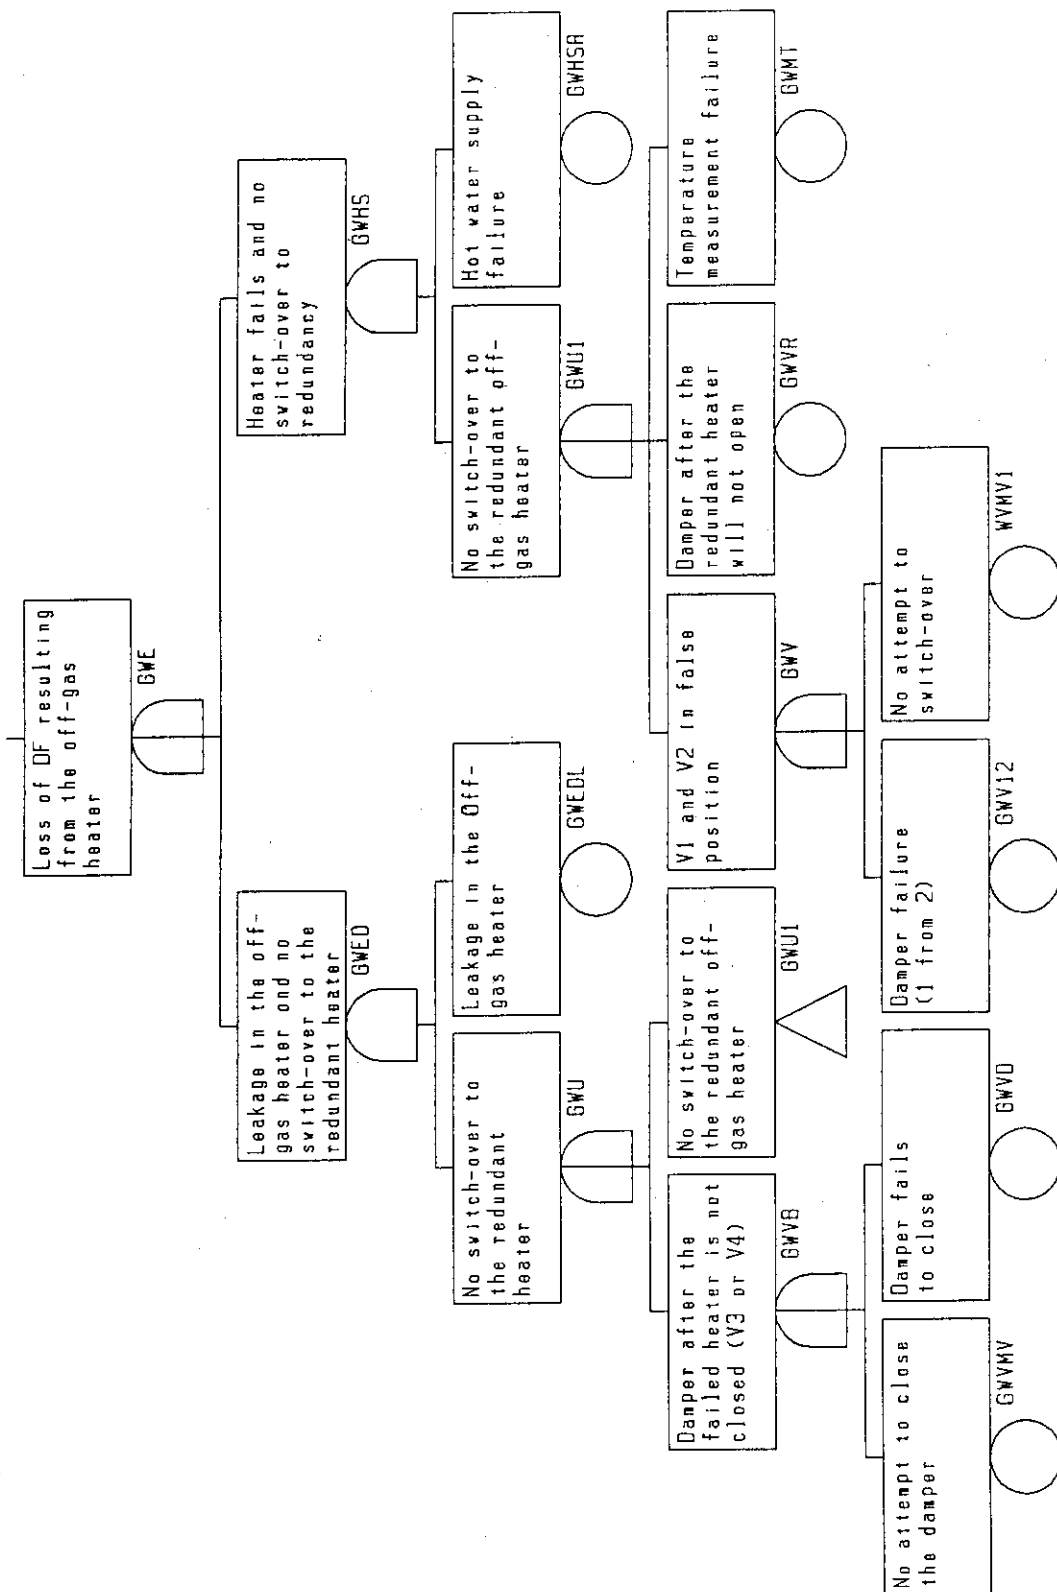 Loss of DF resulting
from the off-gas
heater
GWE
Leakage in the off-
gas heater ond no
switch-over to the
redundant heater
GWED
Heater fails and no
switch-over to
redundancy
GWHS
No switch-over to
the redundant
heater
GWU
Leakage in the Off-
gas heater
GWEDL
No switch-over to
the redundant off-
gas heater
GWU1
Hot water supply
failure
GWHSA
Damper after the
failed heater is not
closed (V3 or V4)
GWVB
No switch-over to
the redundant off-
gas heater
GWU1
V1 and V2 in false
position
GWV
Damper after the
redundant heater
will not open
GWVR
Temperature
measurement failure
GWMT
No attempt to close
the damper
GWVMV
Damper fails
to close
GWVD
Damper failure
(1 from 2)
GWV12
No attempt to
switch-over
WVMV1